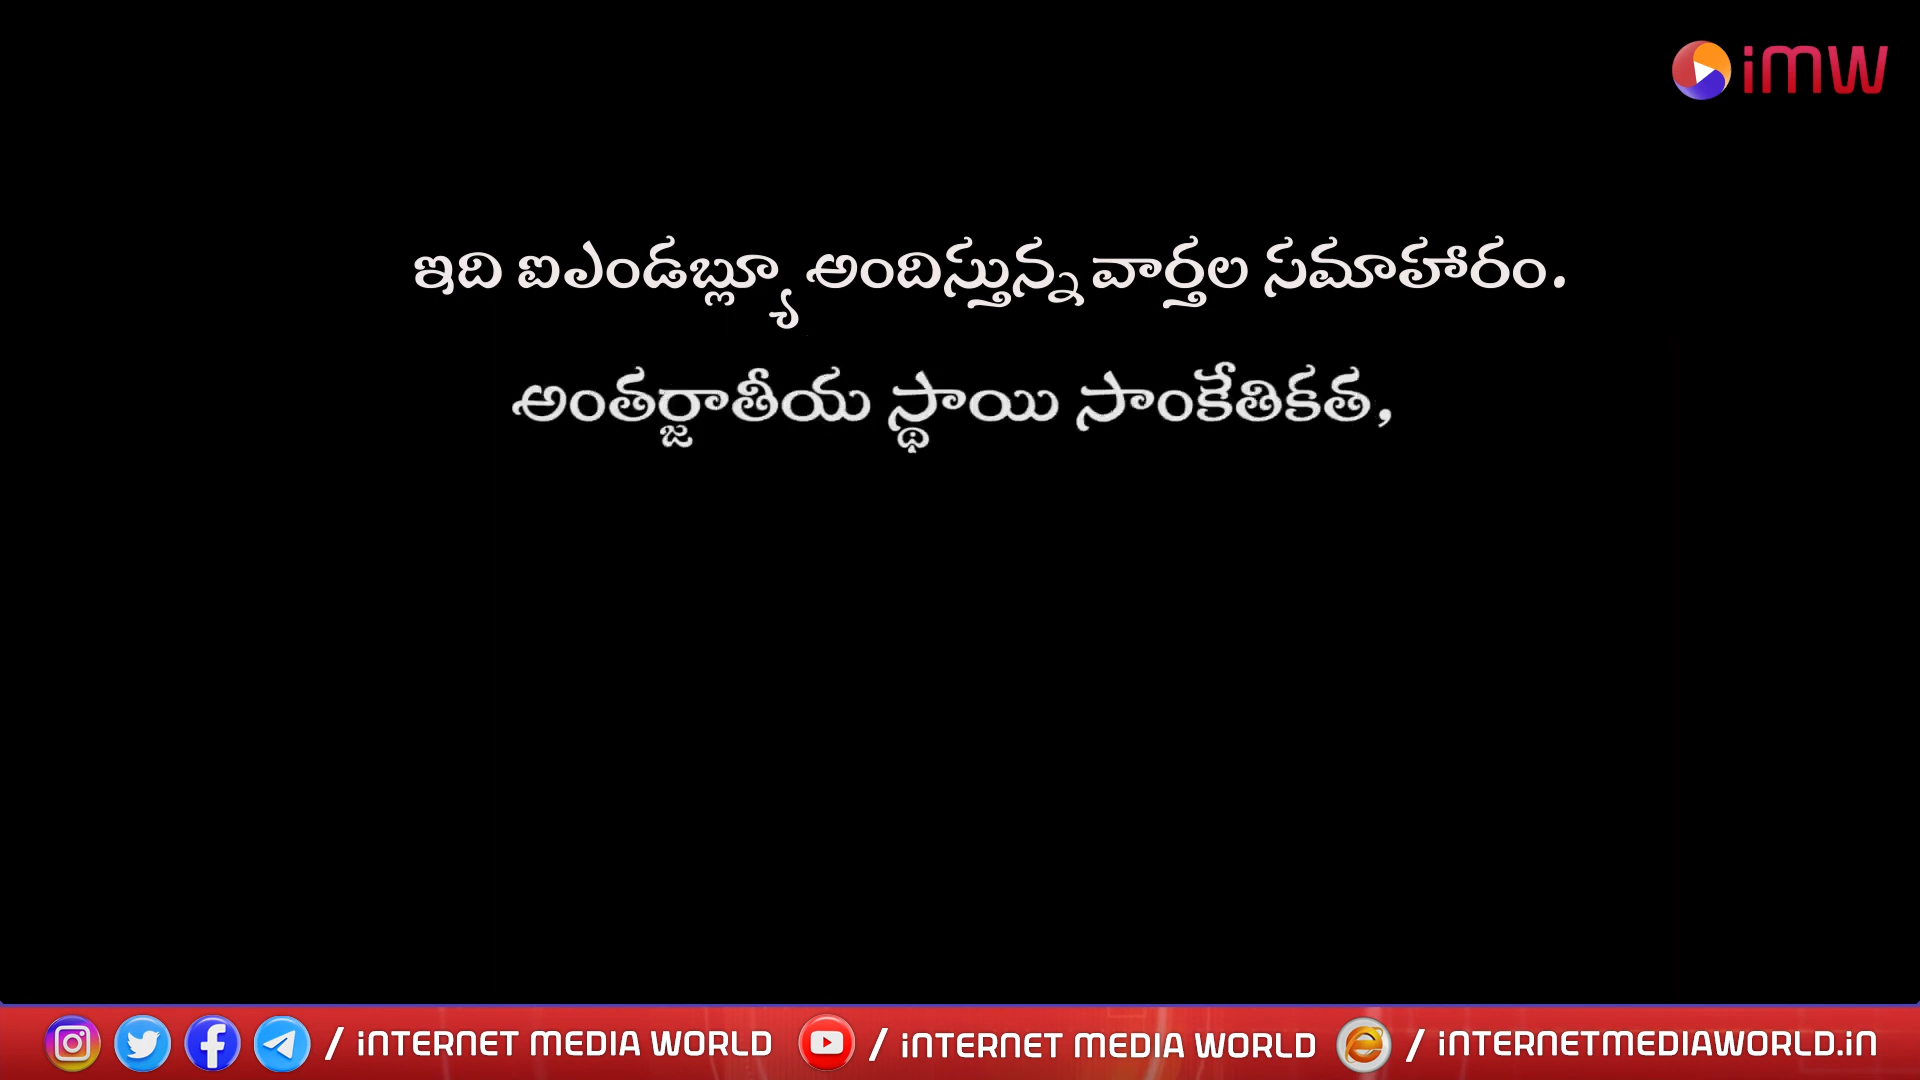 imw
ఇది ఐఎండబ్ల్యూ అందిస్తున్న వార్తల సమాహారం.
అంతర్జాతీయ స్థాయి సాంకేతికత,
/ iNTERNET MEDIA WORLD / iNTERNET MEDIA WORLD / iNTERNETMEDIAWORLD.iN